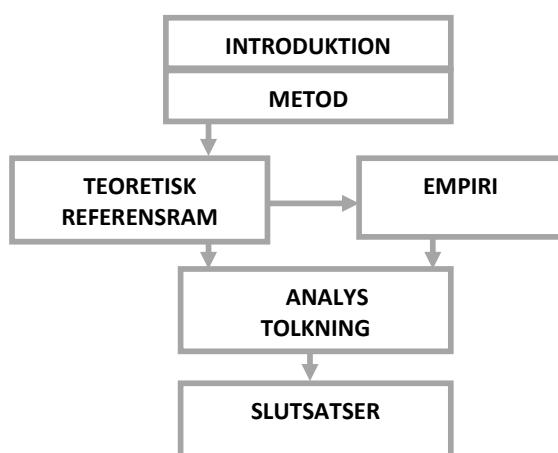 INTRODUKTION
METOD
TEORETISK
REFERENSRAM
EMPIRI
ANALYS
TOLKNING
SLUTSATSER